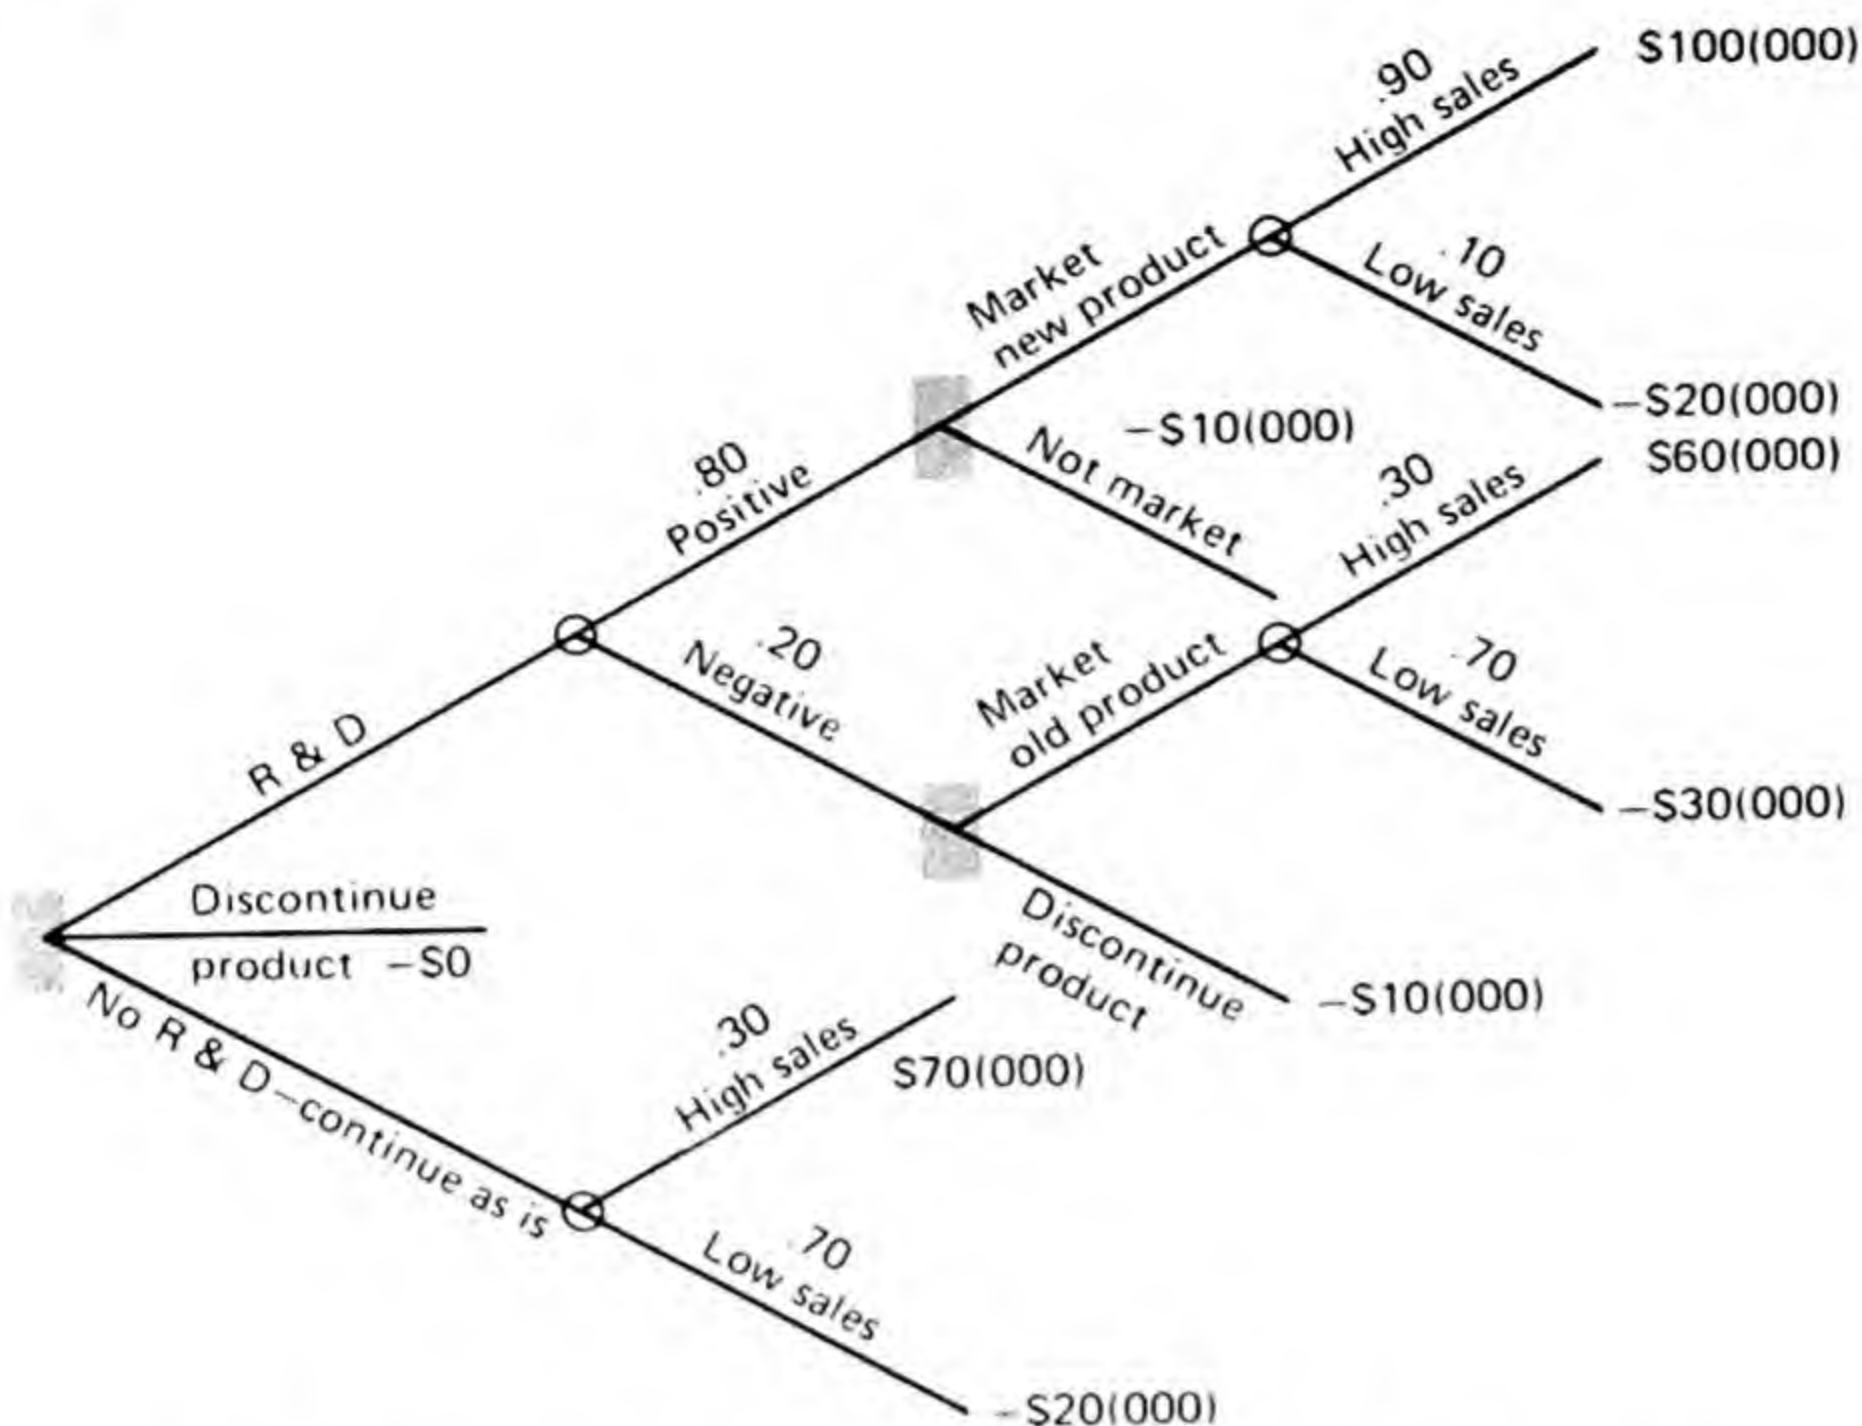 $100(000)
.90
High sales
.10
Low sales
Market
new product
-$20(000)
-$10(000)
$60(000)
Not market
.30
High sales
.80
Positive
.20
Negative
Market
old product
.70
Low sales
R & D
-$30(000)
Discontinue
product -$0
Discontinue
product
-$10(000)
No R & D-continue as is
.30
High sales
$70(000)
.70
Low sales
-$20(000)